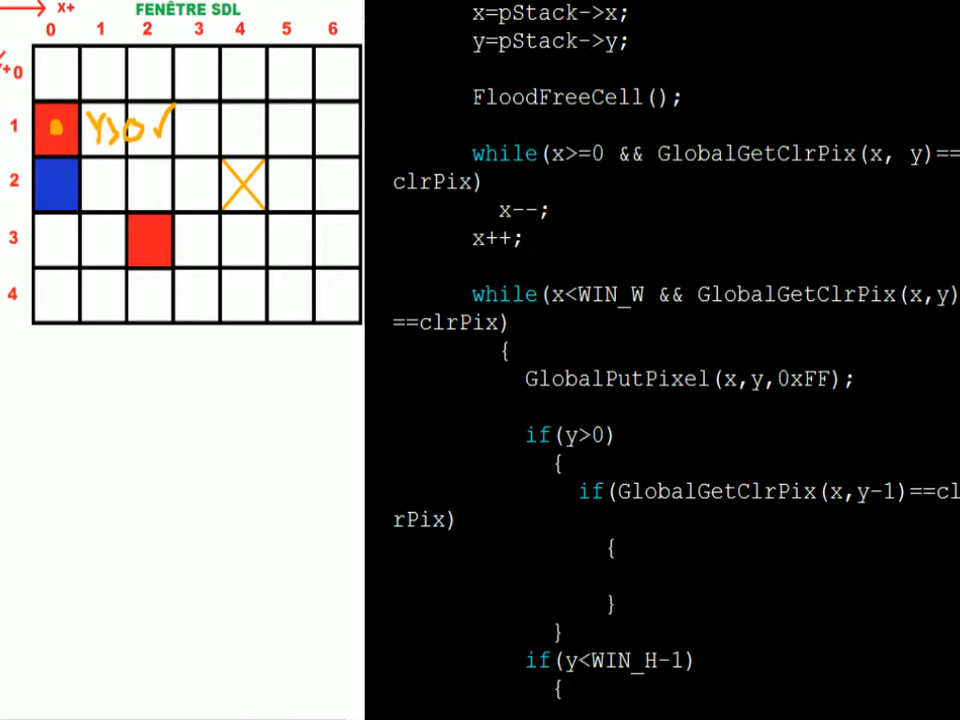 X+ FENÊTRE SDL
0 1 2 3 4 5 6
+0
1 Y>0 ✓
2
3
4
x=pStack->x;
y=pStack->y;
FloodFreeCell();
while(x>=0 && GlobalGetClrPix(x, y)==
clrPix)
x--;
x++;
while(x<WIN_W && GlobalGetClrPix(x,y)
==clrPix)
{
GlobalPutPixel(x,y,0xFF);
if(y>0)
{
if(GlobalGetClrPix(x,y-1)==cl
rPix)
{
}
}
if(y<WIN_H-1)
{